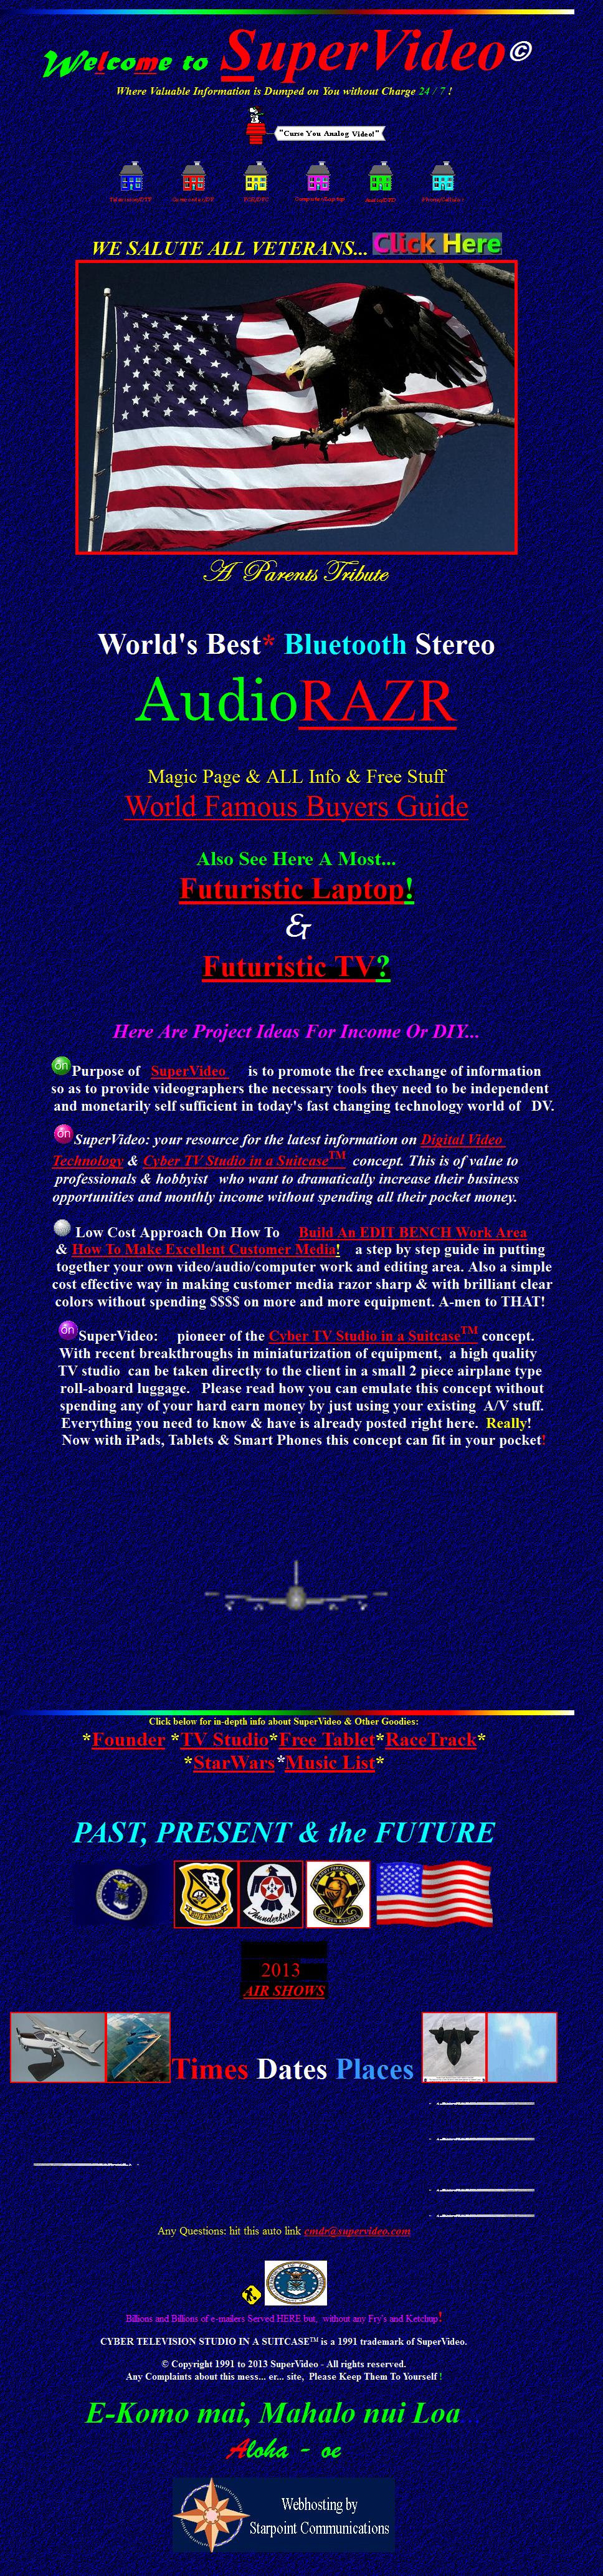 Welcome to SuperVideo©
Where Valuable Information is Dumped on You without Charge 24 / 7 !
"Curse You Analog Video!"
WE SALUTE ALL VETERANS... Click Here
A Parents Tribute
World's Best* Bluetooth Stereo
AudioRAZR
Magic Page & ALL Info & Free Stuff
World Famous Buyers Guide
Also See Here A Most...
Futuristic Laptop!
&
Futuristic TV?
Here Are Project Ideas For Income Or DIY...
on Purpose of SuperVideo is to promote the free exchange of information
so as to provide videographers the necessary tools they need to be independent
and monetarily self sufficient in today's fast changing technology world of DV.
on SuperVideo: your resource for the latest information on Digital Video
Technology & Cyber TV Studio in a Suitcase™ concept. This is of value to
professionals & hobbyist who want to dramatically increase their business
opportunities and monthly income without spending all their pocket money.
Low Cost Approach On How To Build An EDIT BENCH Work Area
& How To Make Excellent Customer Media! a step by step guide in putting
together your own video/audio/computer work and editing area. Also a simple
cost effective way in making customer media razor sharp & with brilliant clear
colors without spending $$$$ on more and more equipment. A-men to THAT!
on SuperVideo: pioneer of the Cyber TV Studio in a Suitcase™ concept.
With recent breakthroughs in miniaturization of equipment, a high quality
TV studio can be taken directly to the client in a small 2 piece airplane type
roll-aboard luggage. Please read how you can emulate this concept without
spending any of your hard earn money by just using your existing A/V stuff.
Everything you need to know & have is already posted right here. Really!
Now with iPads, Tablets & Smart Phones this concept can fit in your pocket!
Click below for in-depth info about SuperVideo & Other Goodies:
*Founder *TV Studio*Free Tablet*RaceTrack*
*StarWars*Music List*
PAST, PRESENT & the FUTURE
Thunderbirds
2013
AIR SHOWS
Times Dates Places
Any Questions: hit this auto link cmdr@supervideo.com
Billions and Billions of e-mailers Served HERE but, without any Fry's and Ketchup!
CYBER TELEVISION STUDIO IN A SUITCASE™ is a 1991 trademark of SuperVideo.
© Copyright 1991 to 2013 SuperVideo - All rights reserved.
Any Complaints about this mess... er... site, Please Keep Them To Yourself !
E-Komo mai, Mahalo nui Loa
Aloha - oe
Webhosting by
Starpoint Communications